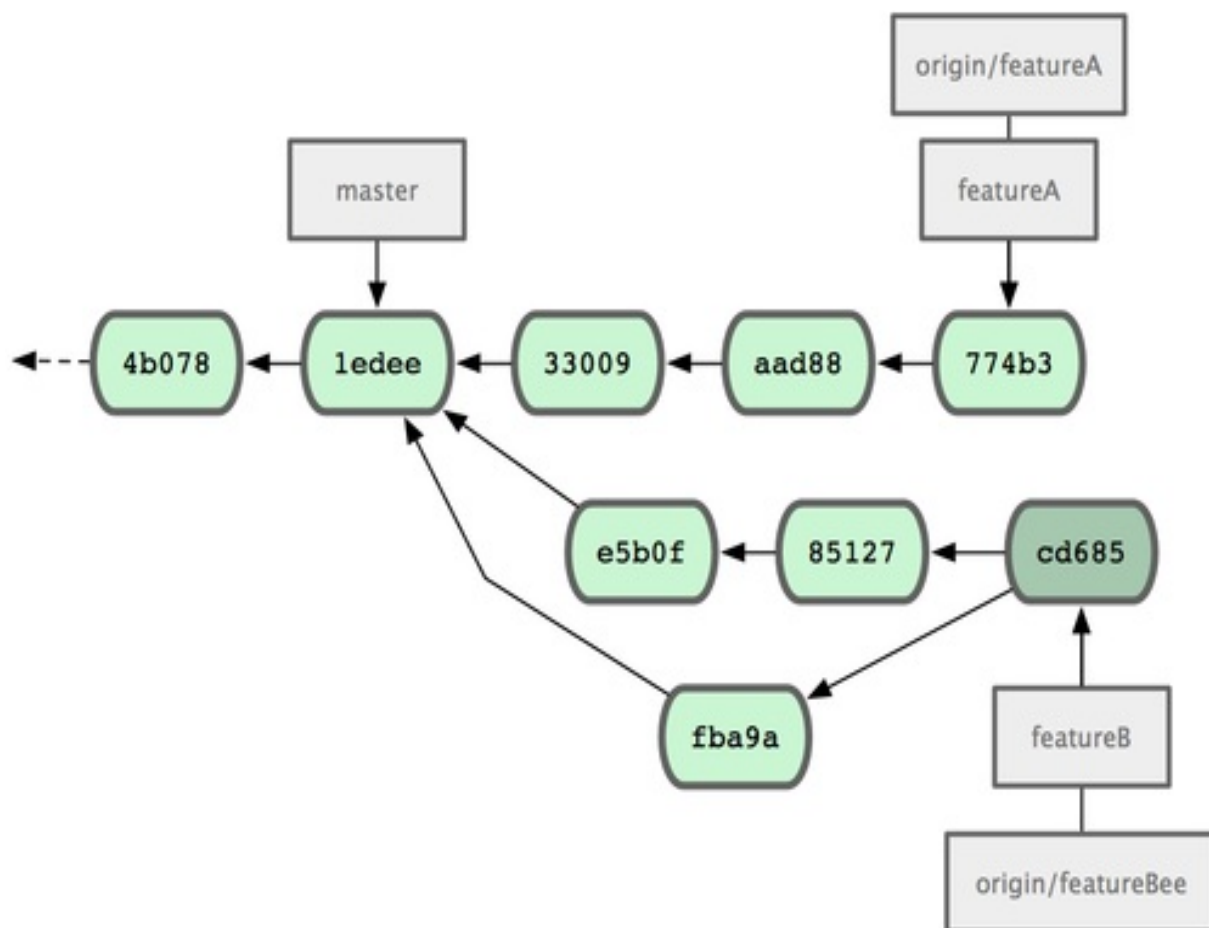 origin/featureA
master
featureA
4b078
1edee
33009
aad88
774b3
e5b0f
85127
cd685
fba9a
featureB
origin/featureBee